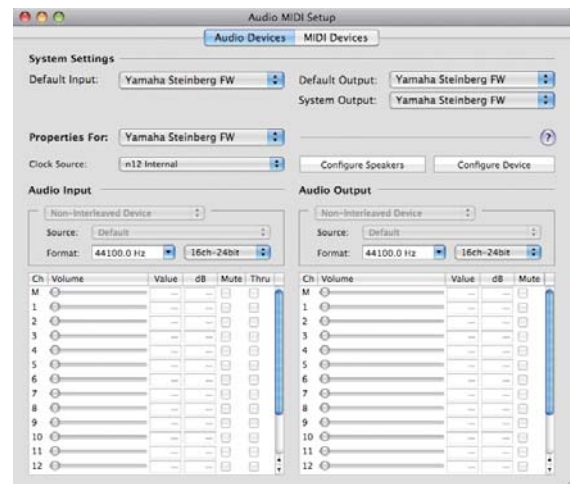 Audio MIDI Setup
Audio Devices MIDI Devices
System Settings
Default Input: Yamaha Steinberg FW
Default Output: Yamaha Steinberg FW
System Output: Yamaha Steinberg FW
Properties For: Yamaha Steinberg FW
?
Clock Source: n12 Internal
Configure Speakers Configure Device
Audio Input
Non-Interleaved Device
Source: Default
Format: 44100.0 Hz 16ch-24bit
Ch Volume Value dB Mute Thru
M
1
2
3
4
5
6
7
8
9
10
11
12
Audio Output
Non-Interleaved Device
Source: Default
Format: 44100.0 Hz 16ch-24bit
Ch Volume Value dB Mute
M
1
2
3
4
5
6
7
8
9
10
11
12